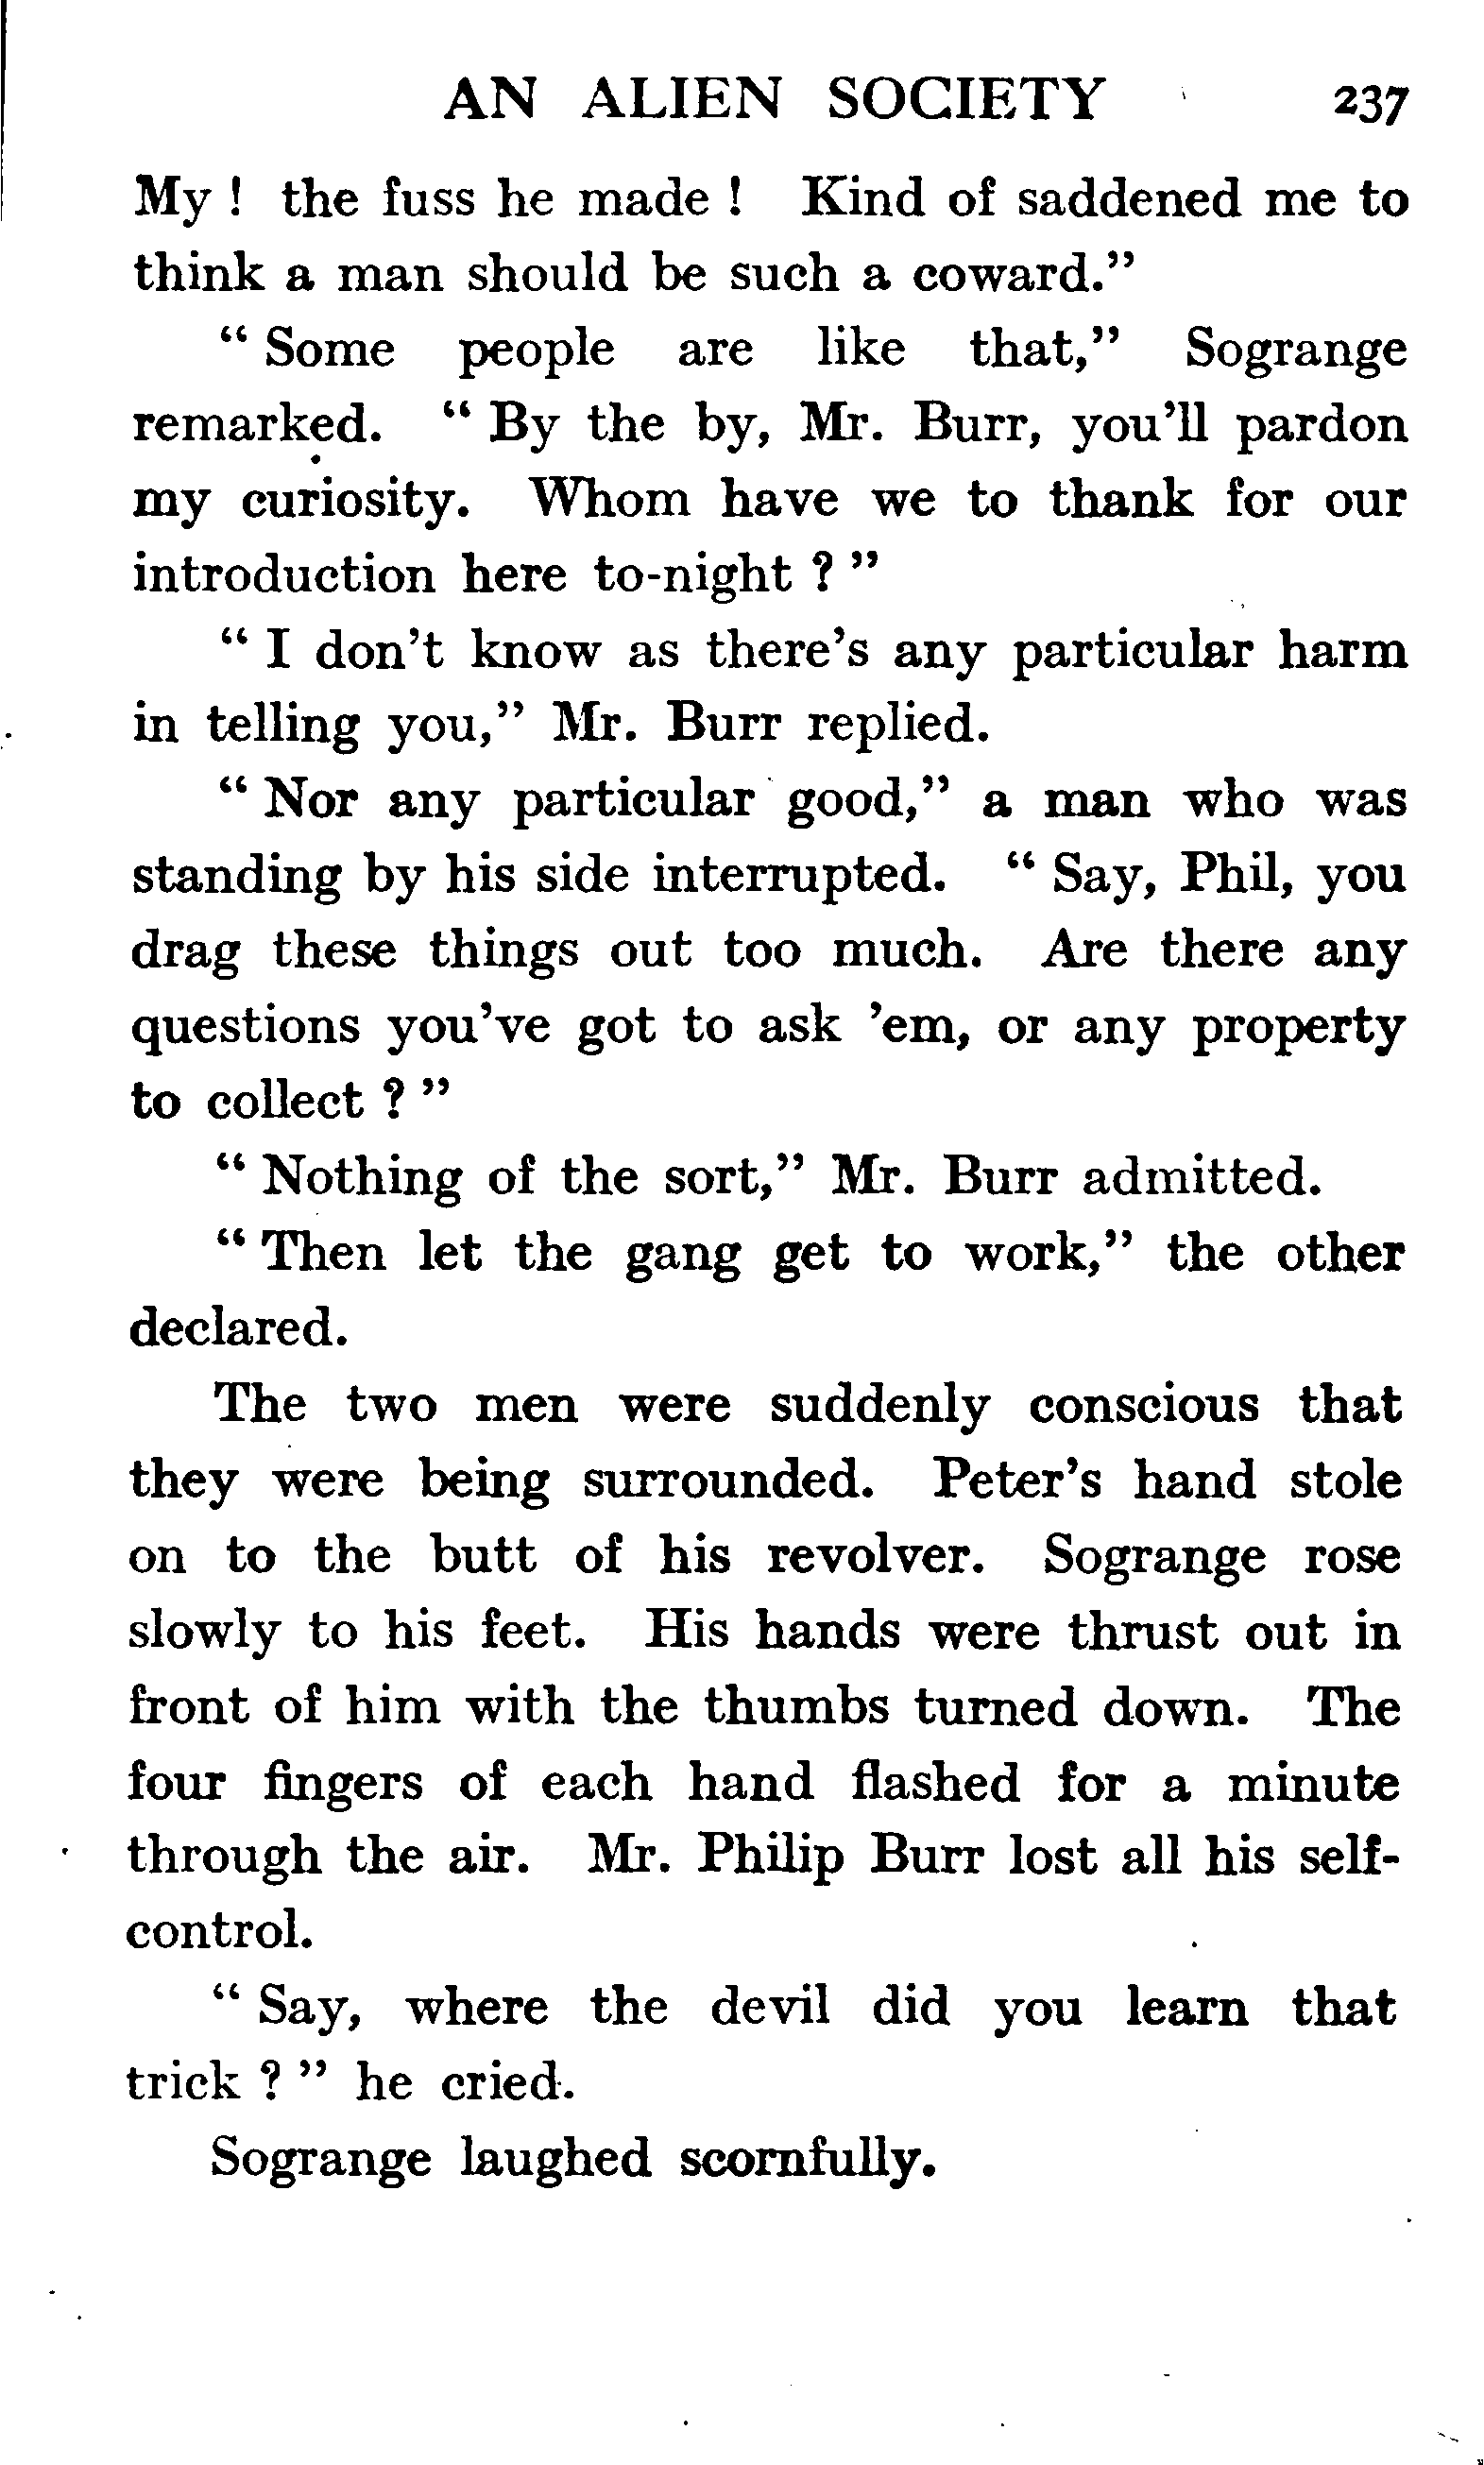 AN ALIEN SOCIETY 237
My ! the fuss he made ! Kind of saddened me to
think a man should be such a coward.”
“ Some people are like that,” Sogrange
remarked. “ By the by, Mr. Burr, you’ll pardon
my curiosity. Whom have we to thank for our
introduction here to-night ? ”
“ I don’t know as there’s any particular harm
in telling you,” Mr. Burr replied.
“ Nor any particular good,” a man who was
standing by his side interrupted. “ Say, Phil, you
drag these things out too much. Are there any
questions you’ve got to ask ’em, or any property
to collect ? ”
“ Nothing of the sort,” Mr. Burr admitted.
“ Then let the gang get to work,” the other
declared.
The two men were suddenly conscious that
they were being surrounded. Peter’s hand stole
on to the butt of his revolver. Sogrange rose
slowly to his feet. His hands were thrust out in
front of him with the thumbs turned down. The
four fingers of each hand flashed for a minute
through the air. Mr. Philip Burr lost all his self-
control.
“ Say, where the devil did you learn that
trick ? ” he cried.
Sogrange laughed scornfully.